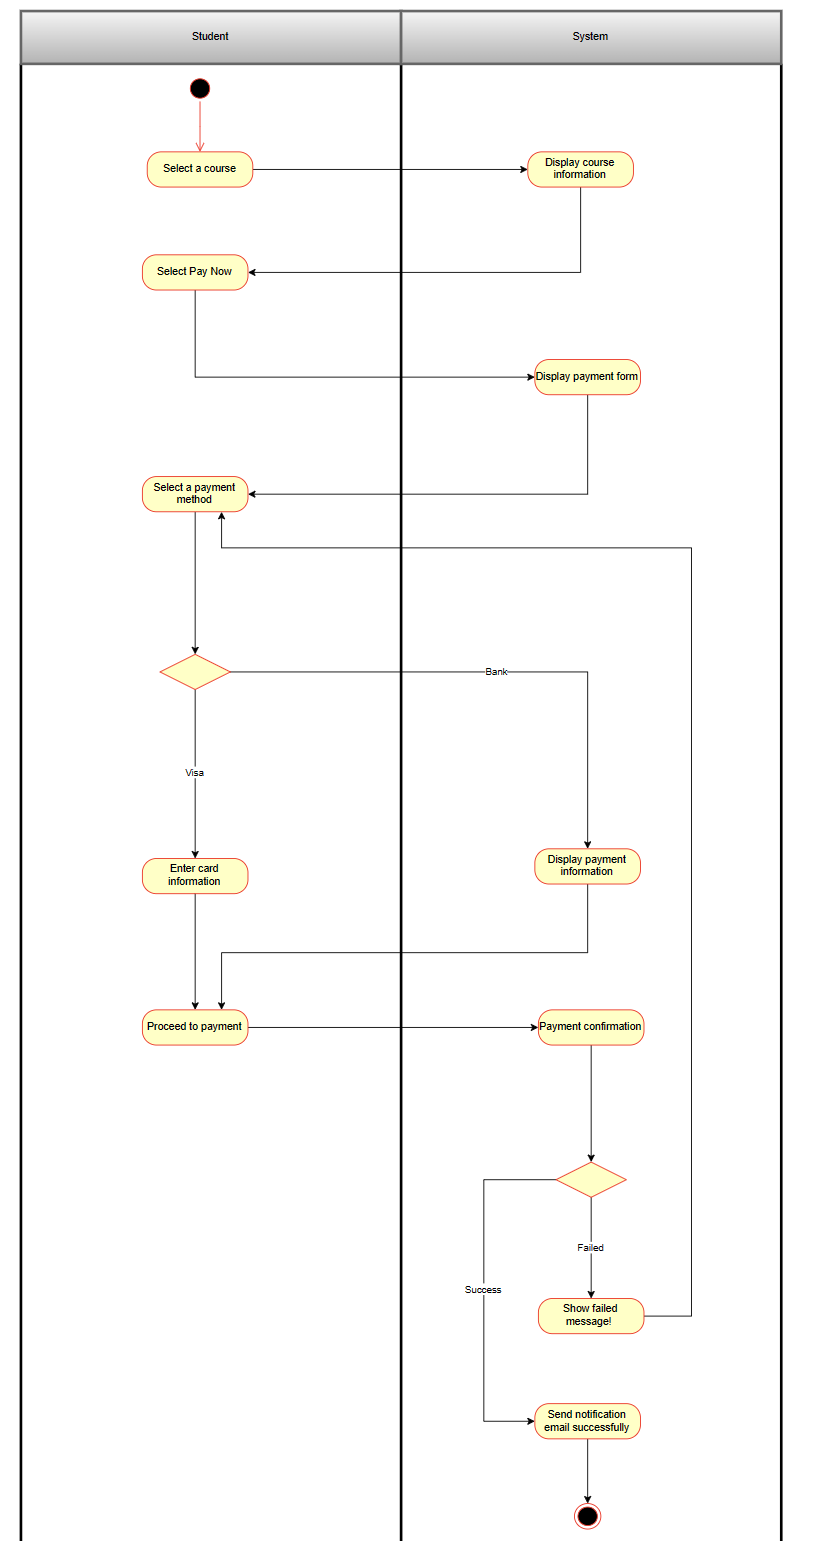 Student
System
Select a course
Display course
information
Select Pay Now
Display payment form
Select a payment
method
Bank
Visa
Enter card
information
Display payment
information
Proceed to payment
Payment confirmation
Failed
Success
Show failed
message!
Send notification
email successfully